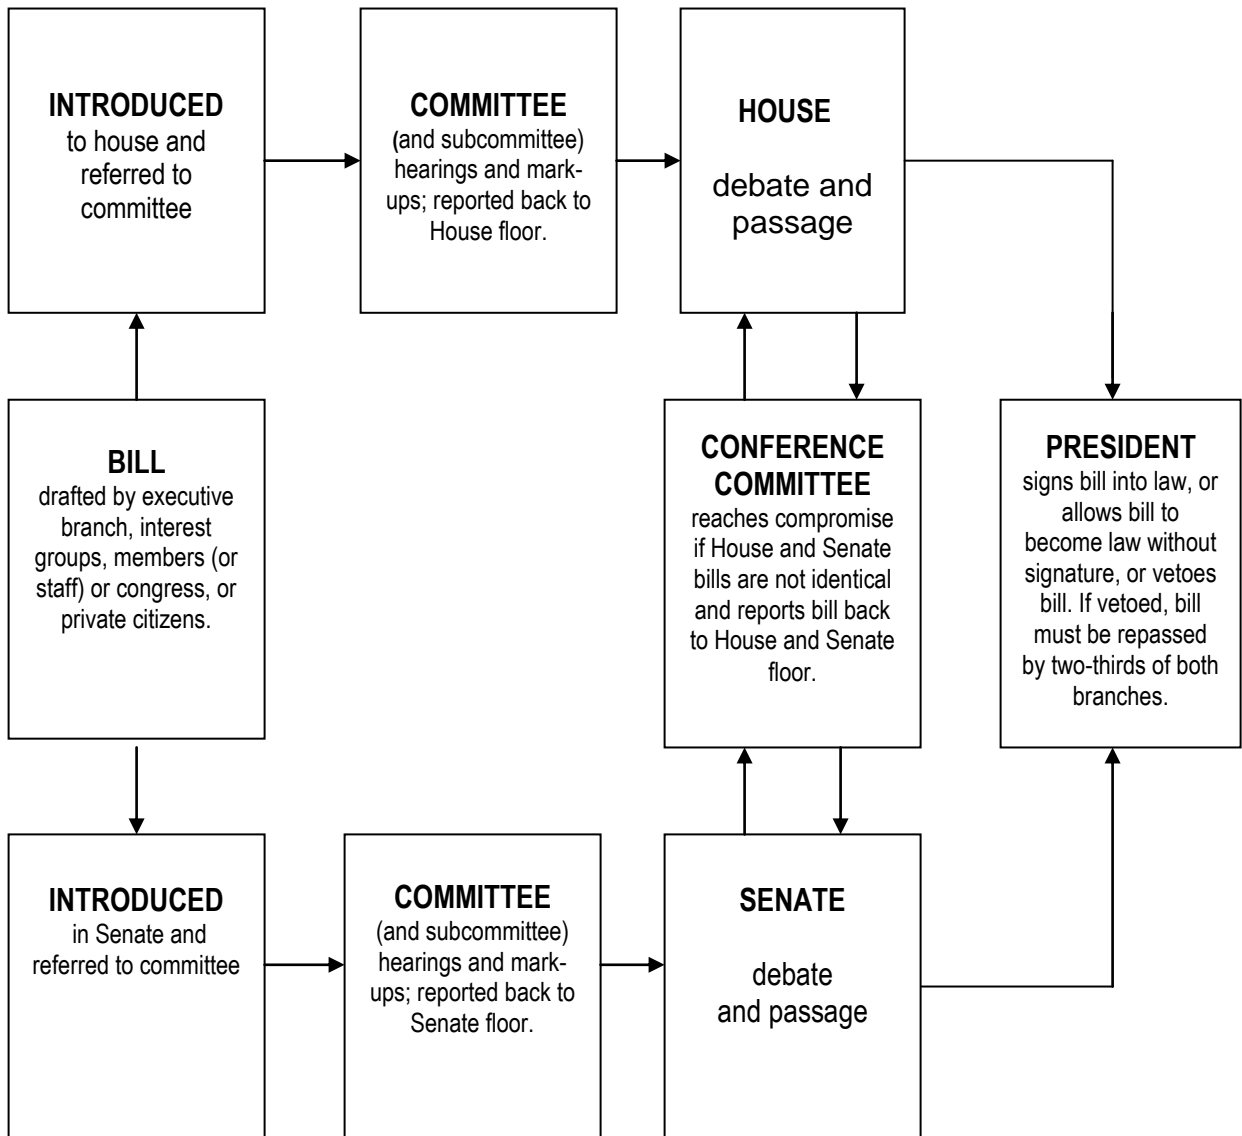 INTRODUCED
to house and
referred to
committee
COMMITTEE
(and subcommittee)
hearings and mark-
ups; reported back to
House floor.
HOUSE
debate and
passage
BILL
drafted by executive
branch, interest
groups, members (or
staff) or congress, or
private citizens.
CONFERENCE
COMMITTEE
reaches compromise
if House and Senate
bills are not identical
and reports bill back
to House and Senate
floor.
PRESIDENT
signs bill into law, or
allows bill to
become law without
signature, or vetoes
bill. If vetoed, bill
must be repassed
by two-thirds of both
branches.
INTRODUCED
in Senate and
referred to committee
COMMITTEE
(and subcommittee)
hearings and mark-
ups; reported back to
Senate floor.
SENATE
debate
and passage